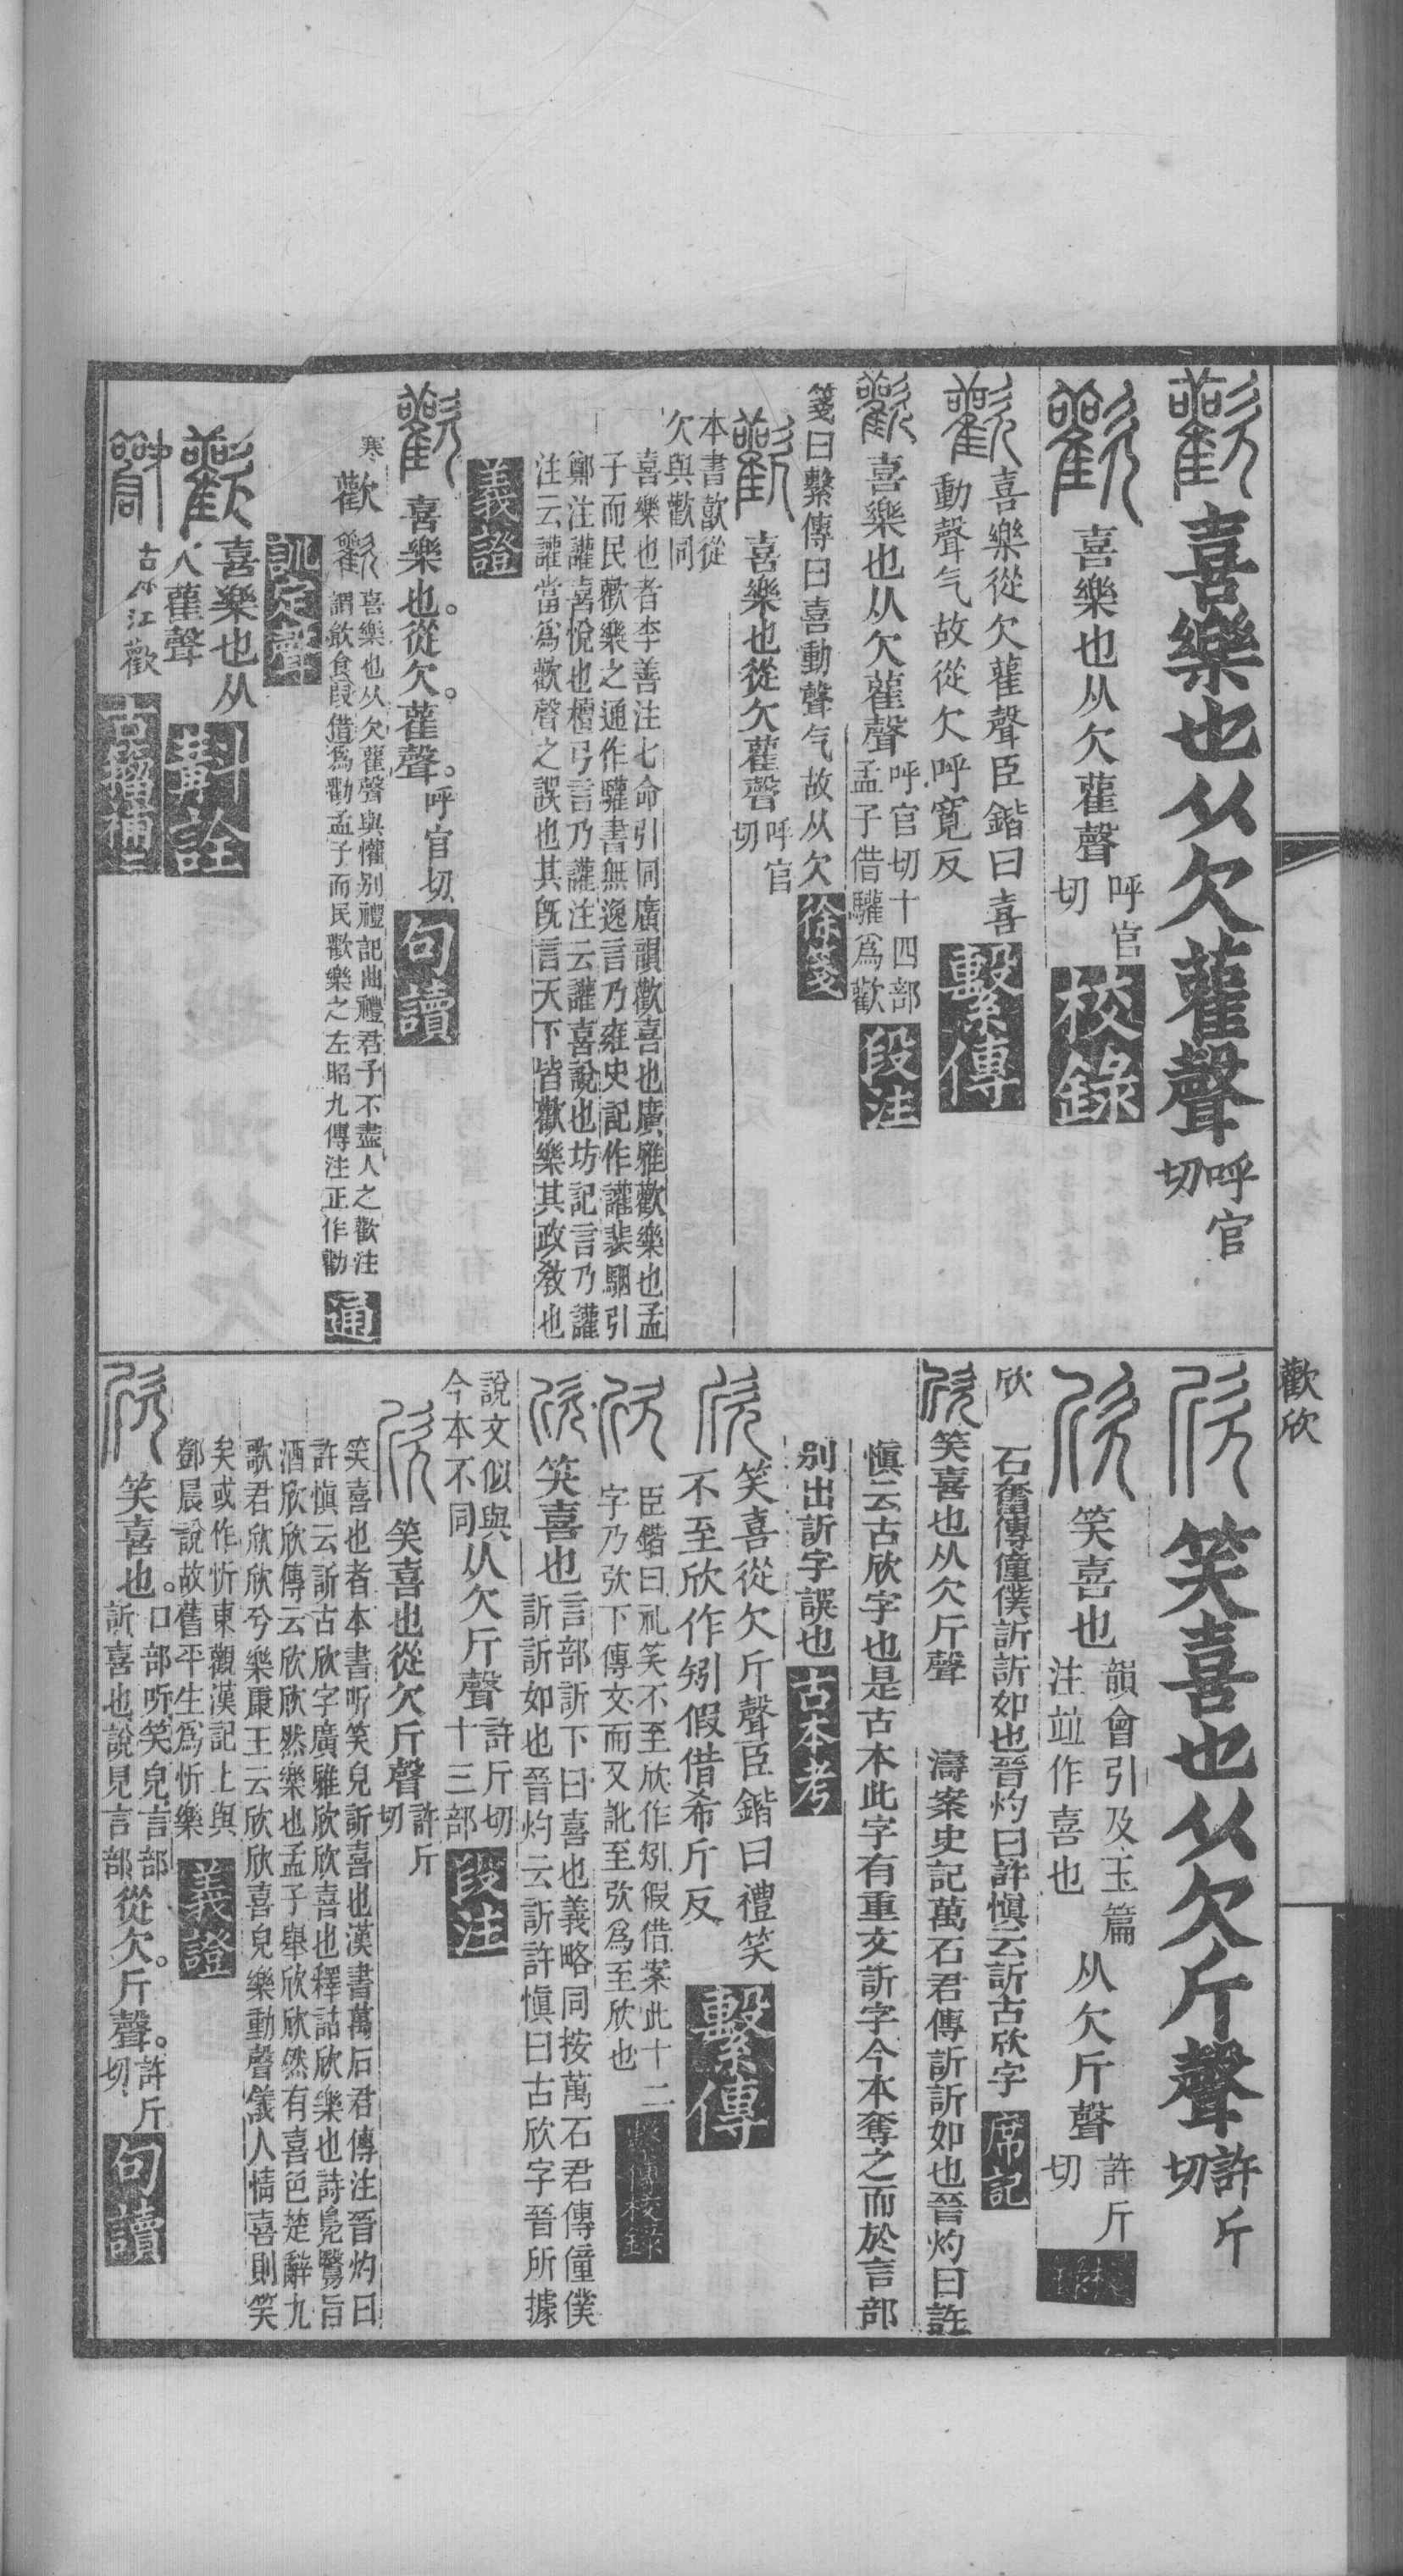 歡欣
歡 喜樂也从欠雚聲 呼官切
歡 喜樂也从欠雚聲 呼官切 校錄
歡 喜樂從欠雚聲臣鍇曰喜
動聲气故從欠呼寬反 繫傳
歡 喜樂也从欠雚聲 呼官切十四部
孟子借驩爲歡 段注
箋曰繫傳曰喜動聲气故从欠 徐箋
歡 喜樂也從欠雚聲 呼官切
本書歖從
欠與歡同
喜樂也者李善注七命引同廣韻歡喜也廣雅歡樂也孟
子而民歡樂之通作驩書無逸言乃雍史記作讙裴駰引
鄭注讙喜悅也檀弓言乃讙注云讙喜說也坊記言乃讙
注云讙當爲歡聲之誤也其旣言天下皆歡樂其政敎也
義證
歡 喜樂也。從欠。雚聲。呼官切 句讀
寒 歡 歡 喜樂也从欠雚聲與懽別禮記曲禮君子不盡人之歡注
謂飮食叚借爲勸孟子而民歡樂之左昭九傳注正作勸 通
訓定聲
歡 喜樂也从
欠雚聲 斠詮
古鉨江歡 古籀補二
欣 笑喜也从欠斤聲 許斤切
欣 笑喜也 韻會引及玉篇
注竝作喜也 从欠斤聲 許斤切 校錄
欣 石奮傳僮僕訢訢如也晉灼曰許愼云訢古欣字 席記
欣 笑喜也从欠斤聲 濤案史記萬石君傳訢訢如也晉灼曰許
愼云古欣字也是古本此字有重文訢字今本奪之而於言部
別出訢字誤也 古本考
欣 笑喜從欠斤聲臣鍇曰禮笑
不至欣作矧假借希斤反 繫傳
欣 臣鍇曰礼笑不至欣作矧假借案此十二
字乃弞下傳文而又訛至弞爲至欣也 繫傳校錄
欣 笑喜也 言部訢下曰喜也義略同按萬石君傳僮僕
訢訢如也晉灼云訢許愼曰古欣字晉所據
說文似與
今本不同 从欠斤聲 許斤切
十三部 段注
欣 笑喜也從欠斤聲 許斤切
笑喜也者本書听笑皃訢喜也漢書萬石君傳注晉灼曰
許愼云訢古欣字廣雅欣欣喜也釋詁欣樂也詩鳧鷖旨
酒欣欣傳云欣欣然樂也孟子舉欣欣然有喜色楚辭九
歌君欣欣兮樂康王云欣欣喜皃樂動聲儀人情喜則笑
矣或作忻東觀漢記上與
鄧晨說故舊平生爲忻樂 義證
欣 笑喜也。口部听笑皃言部
訢喜也說見言部 從欠。斤聲。許斤切 句讀